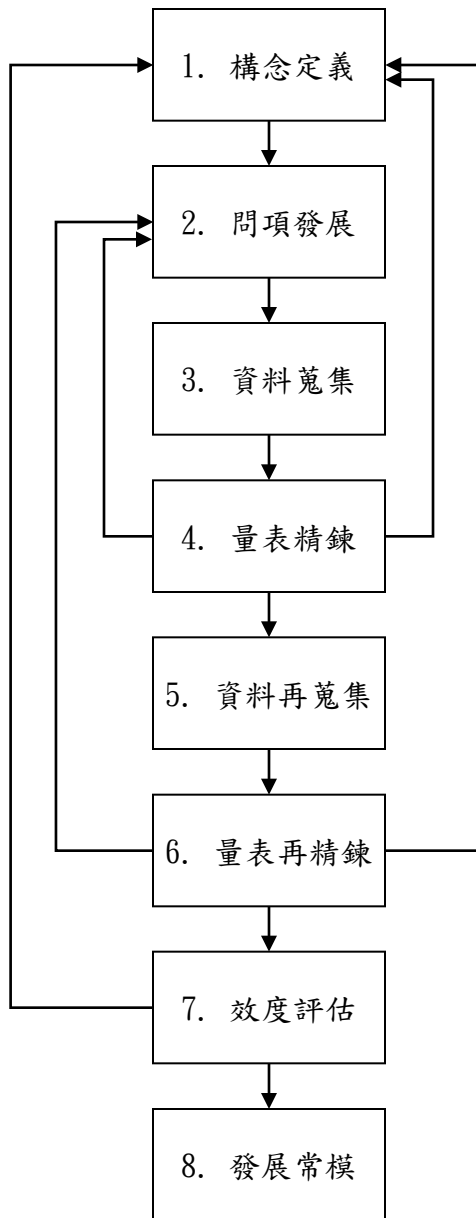 1. 構念定義
2. 問項發展
3. 資料蒐集
4. 量表精鍊
5. 資料再蒐集
6. 量表再精鍊
7. 效度評估
8. 發展常模